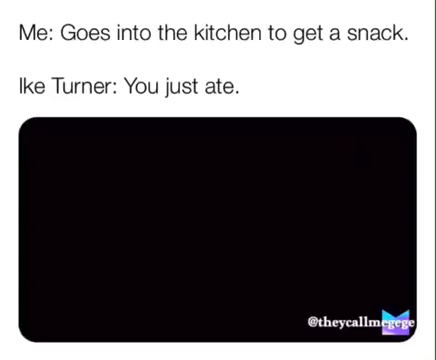 Me: Goes into the kitchen to get a snack.
Ike Turner: You just ate.
@theycallmegege